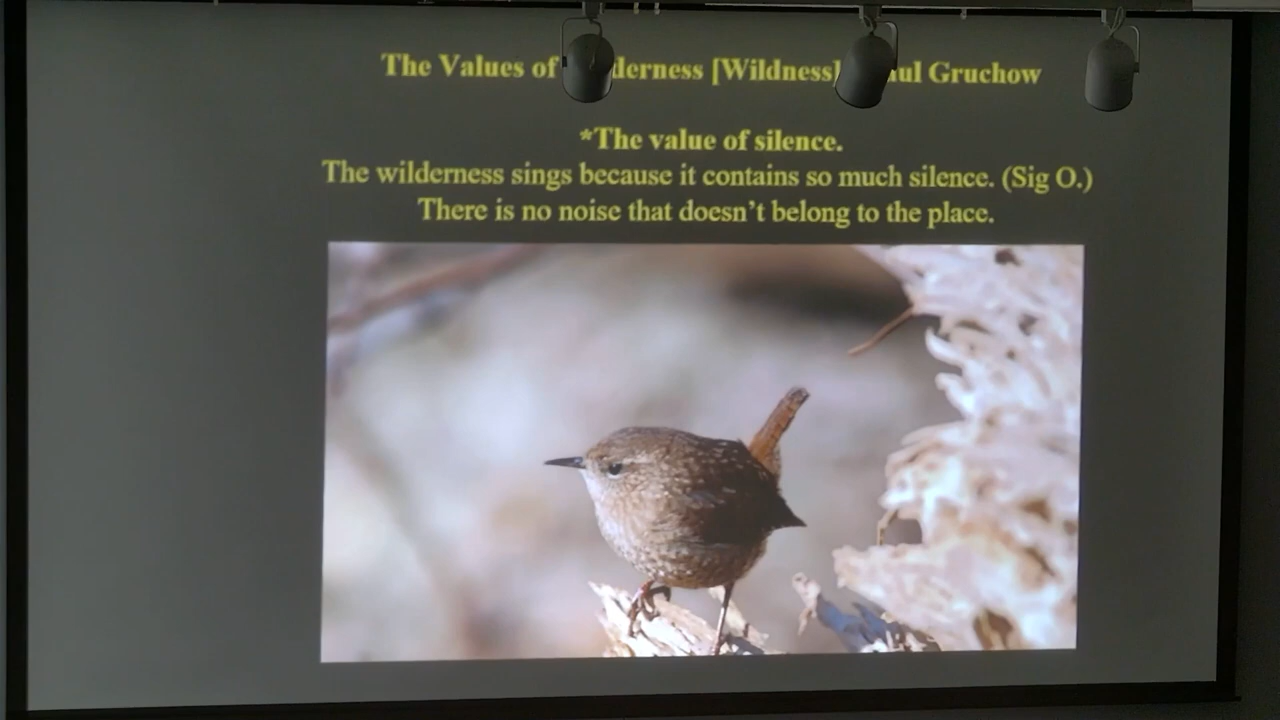 The Values of derness [Wildness] ul Gruchow
*The value of silence.
The wilderness sings because it contains so much silence. (Sig O.)
There is no noise that doesn't belong to the place.